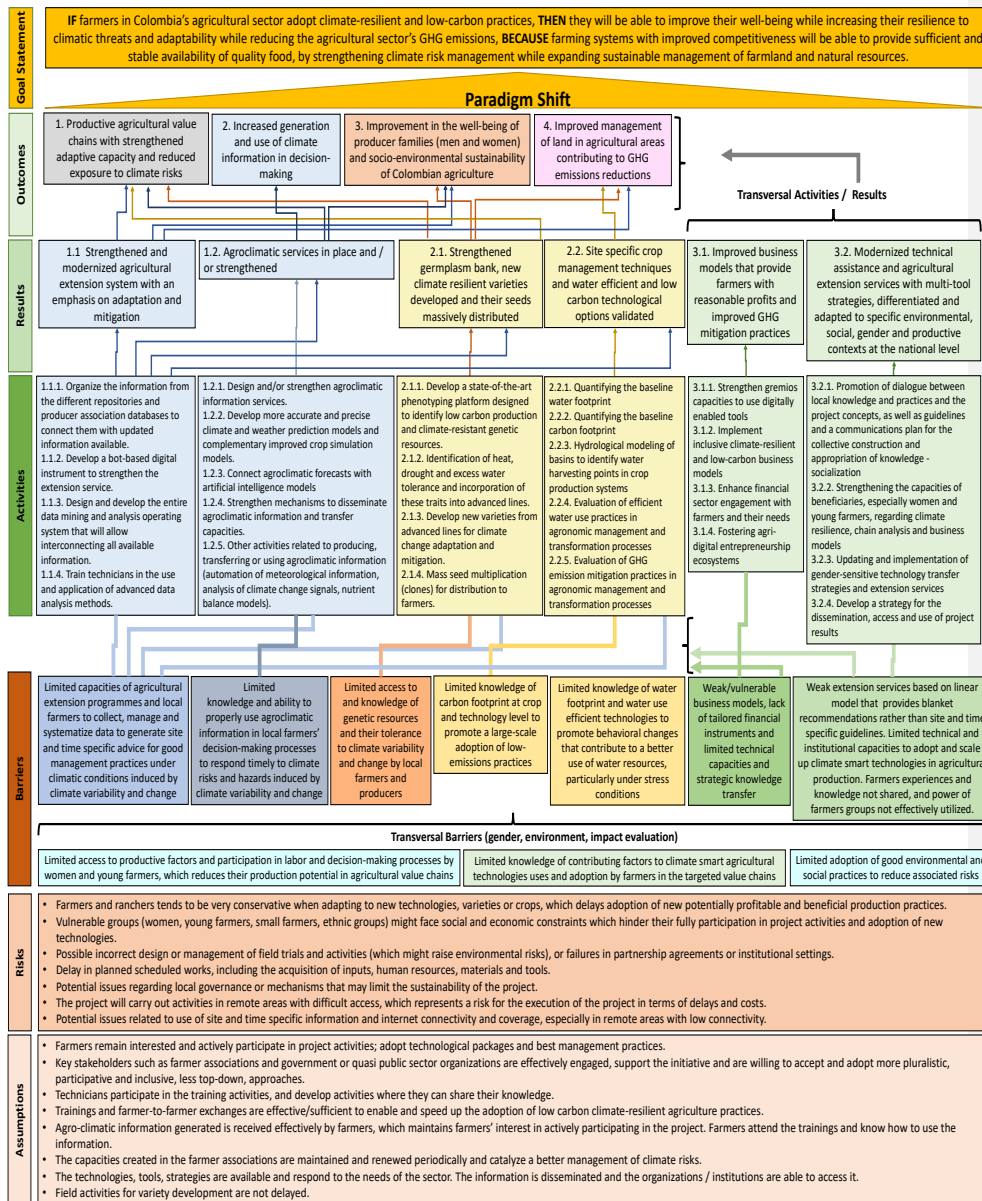 Goal Statement
IF farmers in Colombia's agricultural sector adopt climate-resilient and low-carbon practices, THEN they will be able to improve their well-being while increasing their resilience to
climatic threats and adaptability while reducing the agricultural sector's GHG emissions, BECAUSE farming systems with improved competitiveness will be able to provide sufficient and
stable availability of quality food, by strengthening climate risk management while expanding sustainable management of farmland and natural resources.
Paradigm Shift
Outcomes
1. Productive agricultural value
chains with strengthened
adaptive capacity and reduced
exposure to climate risks
2. Increased generation
and use of climate
information in decision-
making
3. Improvement in the well-being of
producer families (men and women)
and socio-environmental sustainability
of Colombian agriculture
4. Improved management
of land in agricultural areas
contributing to GHG
emissions reductions
Transversal Activities / Results
Results
1.1 Strengthened and
modernized agricultural
extension system with an
emphasis on adaptation and
mitigation
1.2. Agroclimatic services in place and /
or strengthened
2.1. Strengthened
germplasm bank, new
climate resilient varieties
developed and their seeds
massively distributed
2.2. Site specific crop
management techniques
and water efficient and low
carbon technological
options validated
3.1. Improved business
models that provide
farmers with
reasonable profits and
improved GHG
mitigation practices
3.2. Modernized technical
assistance and agricultural
extension services with multi-tool
strategies, differentiated and
adapted to specific environmental,
social, gender and productive
contexts at the national level
Activities
1.1.1. Organize the information from
the different repositories and
producer association databases to
connect them with updated
information available.
1.1.2. Develop a bot-based digital
instrument to strengthen the
extension service.
1.1.3. Design and develop the entire
data mining and analysis operating
system that will allow
interconnecting all available
information.
1.1.4. Train technicians in the use
and application of advanced data
analysis methods.
1.2.1. Design and/or strengthen agroclimatic
information services.
1.2.2. Develop more accurate and precise
climate and weather prediction models and
complementary improved crop simulation
models.
1.2.3. Connect agroclimatic forecasts with
artificial intelligence models
1.2.4. Strengthen mechanisms to disseminate
agroclimatic information and transfer
capacities.
1.2.5. Other activities related to producing,
transferring or using agroclimatic information
(automation of meteorological information,
analysis of climate change signals, nutrient
balance models).
2.1.1. Develop a state-of-the-art
phenotyping platform designed
to identify low carbon production
and climate-resistant genetic
resources.
2.1.2. Identification of heat,
drought and excess water
tolerance and incorporation of
these traits into advanced lines.
2.1.3. Develop new varieties from
advanced lines for climate
change adaptation and
mitigation.
2.1.4. Mass seed multiplication
(clones) for distribution to
farmers.
2.2.1. Quantifying the baseline
water footprint
2.2.2. Quantifying the baseline
carbon footprint
2.2.3. Hydrological modeling of
basins to identify water
harvesting points in crop
production systems
2.2.4. Evaluation of efficient
water use practices in
agronomic management and
transformation processes
2.2.5. Evaluation of GHG
emission mitigation practices in
agronomic management and
transformation processes
3.1.1. Strengthen gremios
capacities to use digitally
enabled tools
3.1.2. Implement
inclusive climate-resilient
and low-carbon business
models
3.1.3. Enhance financial
sector engagement with
farmers and their needs
3.1.4. Fostering agri-
digital entrepreneurship
ecosystems
3.2.1. Promotion of dialogue between
local knowledge and practices and the
project concepts, as well as guidelines
and a communications plan for the
collective construction and
appropriation of knowledge -
socialization
3.2.2. Strengthening the capacities of
beneficiaries, especially women and
young farmers, regarding climate
resilience, chain analysis and business
models
3.2.3. Updating and implementation of
gender-sensitive technology transfer
strategies and extension services
3.2.4. Develop a strategy for the
dissemination, access and use of project
results
Barriers
Limited capacities of agricultural
extension programmes and local
farmers to collect, manage and
systematize data to generate site
and time specific advice for good
management practices under
climatic conditions induced by
climate variability and change
Limited
knowledge and ability to
properly use agroclimatic
information in local farmers'
decision-making processes
to respond timely to climate
risks and hazards induced by
climate variability and change
Limited access to
and knowledge of
genetic resources
and their tolerance
to climate variability
and change by local
farmers and
producers
Limited knowledge of
carbon footprint at crop
and technology level to
promote a large-scale
adoption of low-
emissions practices
Limited knowledge of water
footprint and water use
efficient technologies to
promote behavioral changes
that contribute to a better
use of water resources,
particularly under stress
conditions
Weak/vulnerable
business models, lack
of tailored financial
instruments and
limited technical
capacities and
strategic knowledge
transfer
Weak extension services based on linear
model that provides blanket
recommendations rather than site and time
specific guidelines. Limited technical and
institutional capacities to adopt and scale
up climate smart technologies in agricultural
production. Farmers experiences and
knowledge not shared, and power of
farmers groups not effectively utilized.
Transversal Barriers (gender, environment, impact evaluation)
Limited access to productive factors and participation in labor and decision-making processes by
women and young farmers, which reduces their production potential in agricultural value chains
Limited knowledge of contributing factors to climate smart agricultural
technologies uses and adoption by farmers in the targeted value chains
Limited adoption of good environmental and
social practices to reduce associated risks
Risks
• Farmers and ranchers tends to be very conservative when adapting to new technologies, varieties or crops, which delays adoption of new potentially profitable and beneficial production practices.
• Vulnerable groups (women, young farmers, small farmers, ethnic groups) might face social and economic constraints which hinder their fully participation in project activities and adoption of new
technologies.
• Possible incorrect design or management of field trials and activities (which might raise environmental risks), or failures in partnership agreements or institutional settings.
• Delay in planned scheduled works, including the acquisition of inputs, human resources, materials and tools.
• Potential issues regarding local governance or mechanisms that may limit the sustainability of the project.
• The project will carry out activities in remote areas with difficult access, which represents a risk for the execution of the project in terms of delays and costs.
• Potential issues related to use of site and time specific information and internet connectivity and coverage, especially in remote areas with low connectivity.
Assumptions
• Farmers remain interested and actively participate in project activities; adopt technological packages and best management practices.
• Key stakeholders such as farmer associations and government or quasi public sector organizations are effectively engaged, support the initiative and are willing to accept and adopt more pluralistic,
participative and inclusive, less top-down, approaches.
• Technicians participate in the training activities, and develop activities where they can share their knowledge.
• Trainings and farmer-to-farmer exchanges are effective/sufficient to enable and speed up the adoption of low carbon climate-resilient agriculture practices.
• Agro-climatic information generated is received effectively by farmers, which maintains farmers' interest in actively participating in the project. Farmers attend the trainings and know how to use the
information.
• The capacities created in the farmer associations are maintained and renewed periodically and catalyze a better management of climate risks.
• The technologies, tools, strategies are available and respond to the needs of the sector. The information is disseminated and the organizations / institutions are able to access it.
• Field activities for variety development are not delayed.